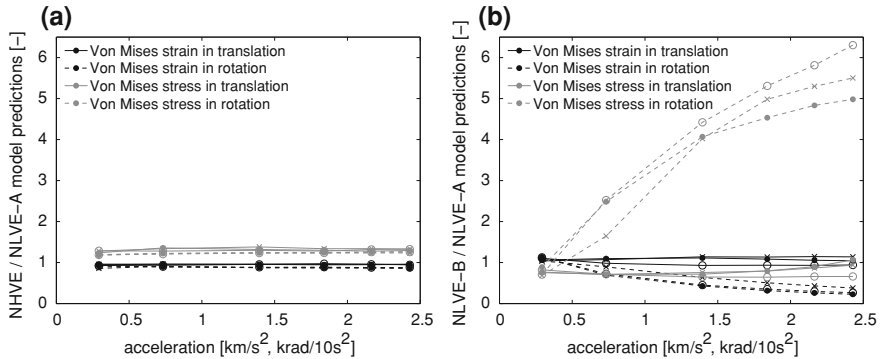 (a)
NHVE / NLVE−A model predictions [−]
6
5
4
3
2
1
0
Von Mises strain in translation
Von Mises strain in rotation
Von Mises stress in translation
Von Mises stress in rotation
0 0.5 1 1.5 2 2.5
acceleration [km/s², krad/10s²]
(b)
NLVE−B / NLVE−A model predictions [−]
6
5
4
3
2
1
0
Von Mises strain in translation
Von Mises strain in rotation
Von Mises stress in translation
Von Mises stress in rotation
0 0.5 1 1.5 2 2.5
acceleration [km/s², krad/10s²]